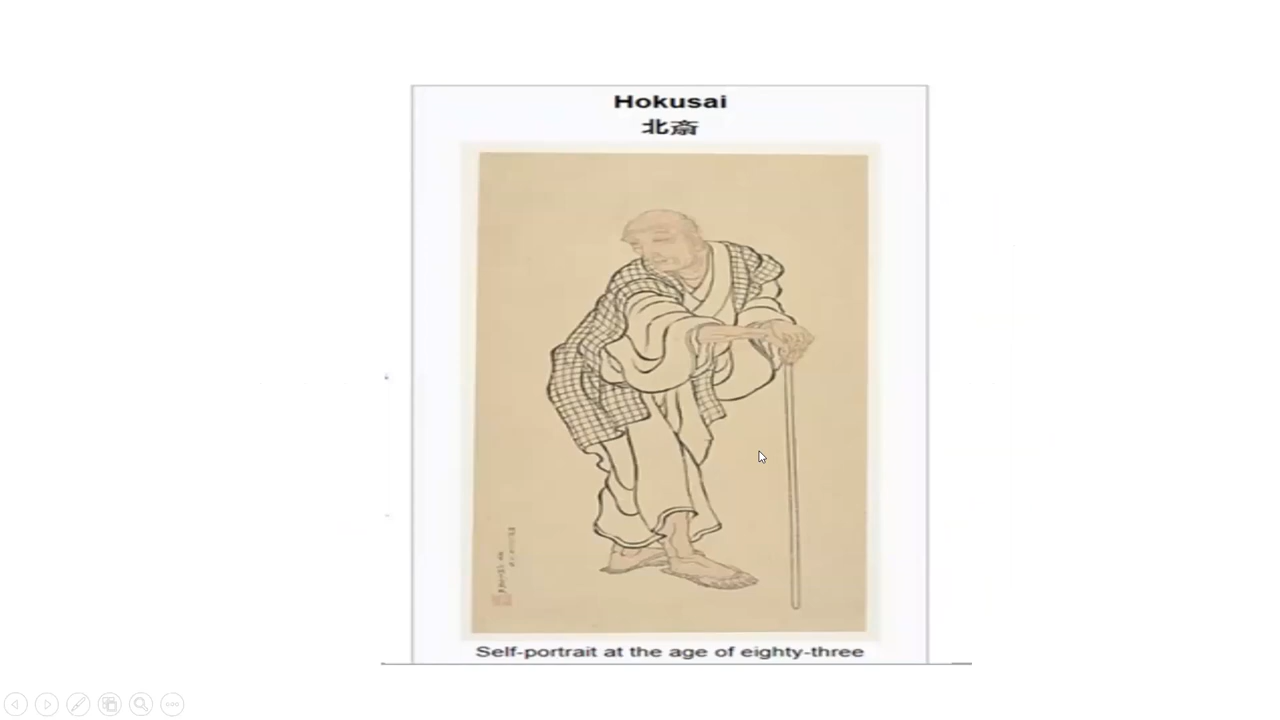 Hokusai
北斎
Self-portrait at the age of eighty-three